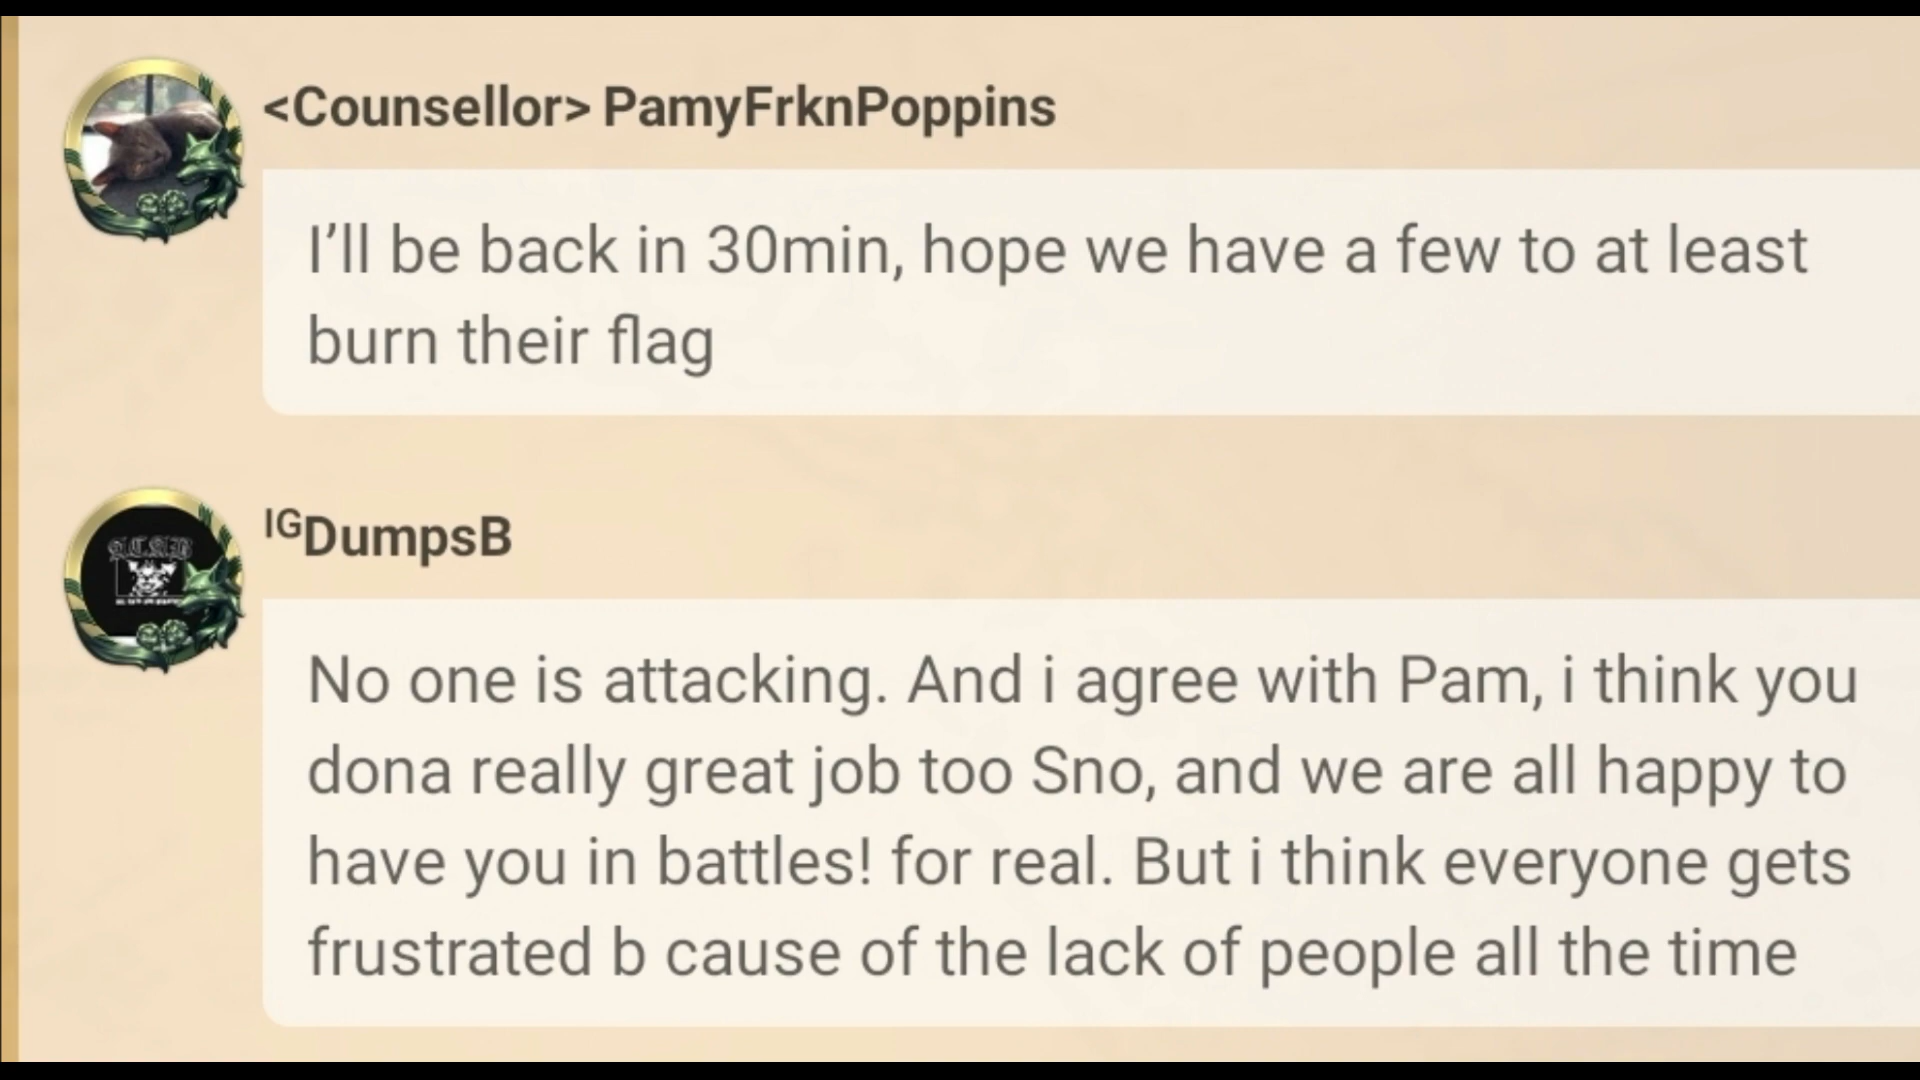 <Counsellor> PamyFrknPoppins
I’ll be back in 30min, hope we have a few to at least
burn their flag
IGDumpsB
No one is attacking. And i agree with Pam, i think you
dona really great job too Sno, and we are all happy to
have you in battles! for real. But i think everyone gets
frustrated b cause of the lack of people all the time